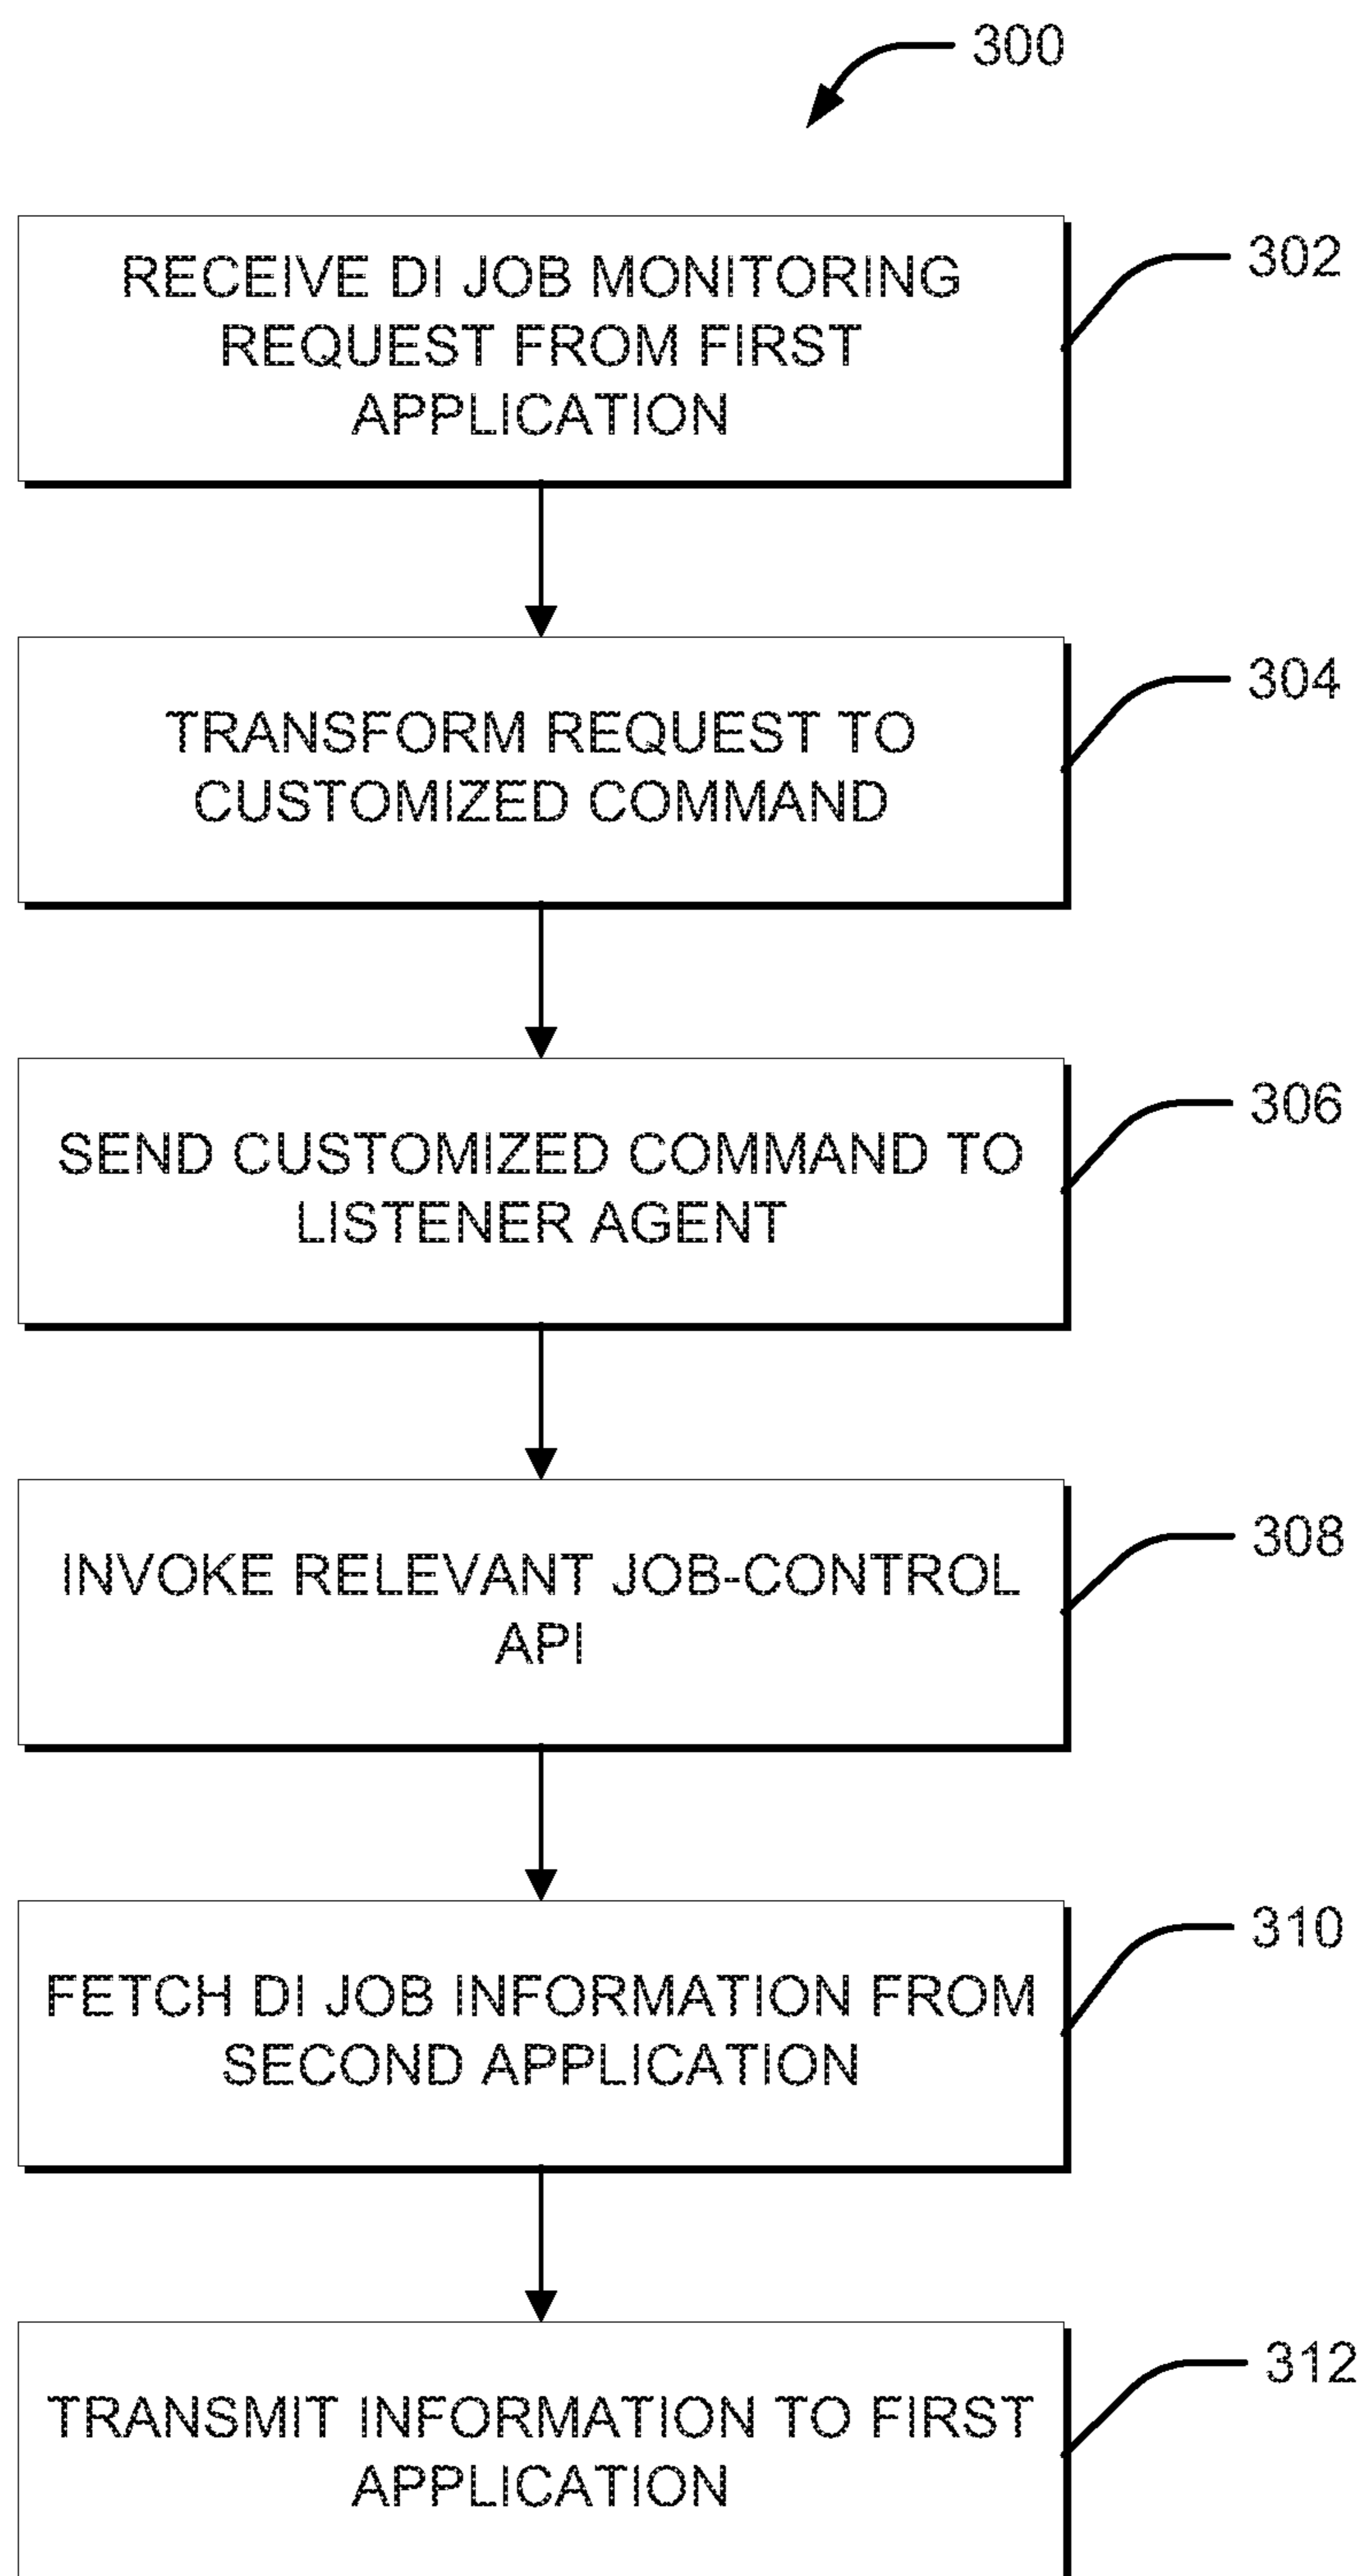 300
RECEIVE DI JOB MONITORING
REQUEST FROM FIRST
APPLICATION
302
TRANSFORM REQUEST TO
CUSTOMIZED COMMAND
304
SEND CUSTOMIZED COMMAND TO
LISTENER AGENT
306
INVOKE RELEVANT JOB-CONTROL
API
308
FETCH DI JOB INFORMATION FROM
SECOND APPLICATION
310
TRANSMIT INFORMATION TO FIRST
APPLICATION
312